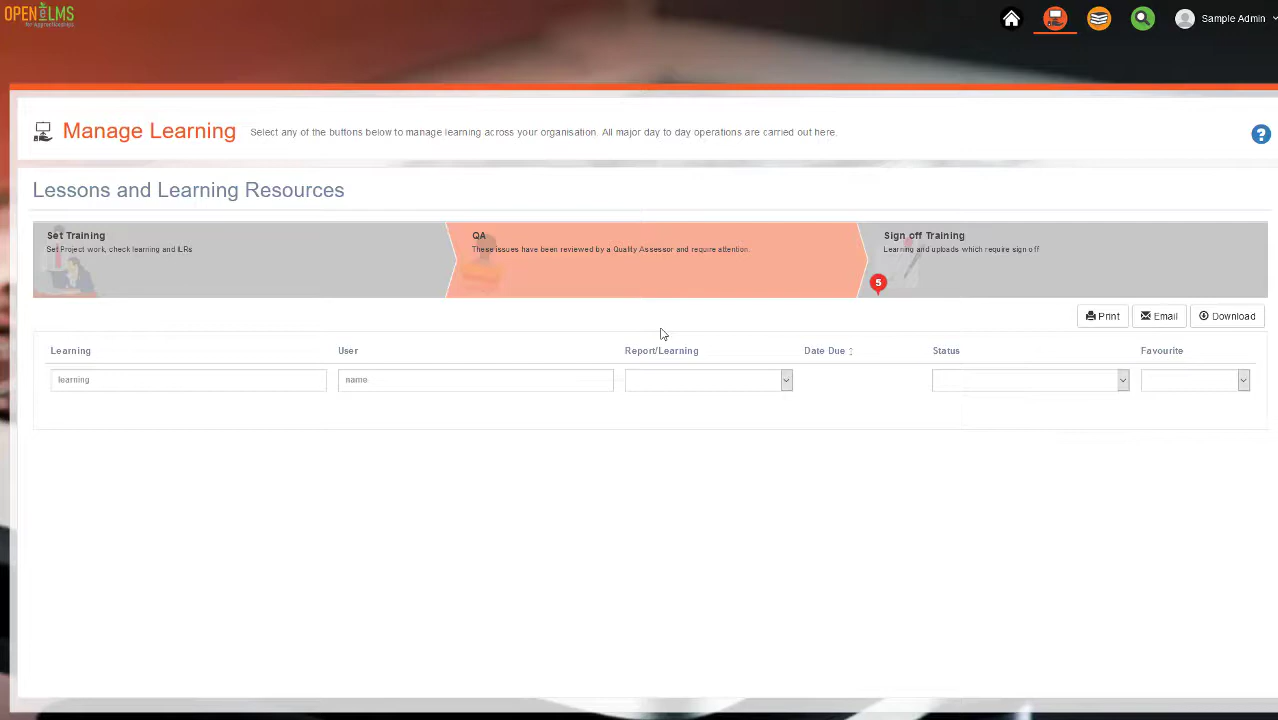 OPEN LMS
for Apprenticeships
Sample Admin
Manage Learning
Select any of the buttons below to manage learning across your organisation. All major day to day operations are carried out here.
?
Lessons and Learning Resources
Set Training
Set Project work, check learning and ILRs
QA
These issues have been reviewed by a Quality Assessor and require attention.
Sign off Training
Learning and uploads which require sign off
5
Print
Email
Download
Learning
User
Report/Learning
Date Due
Status
Favourite
learning
name